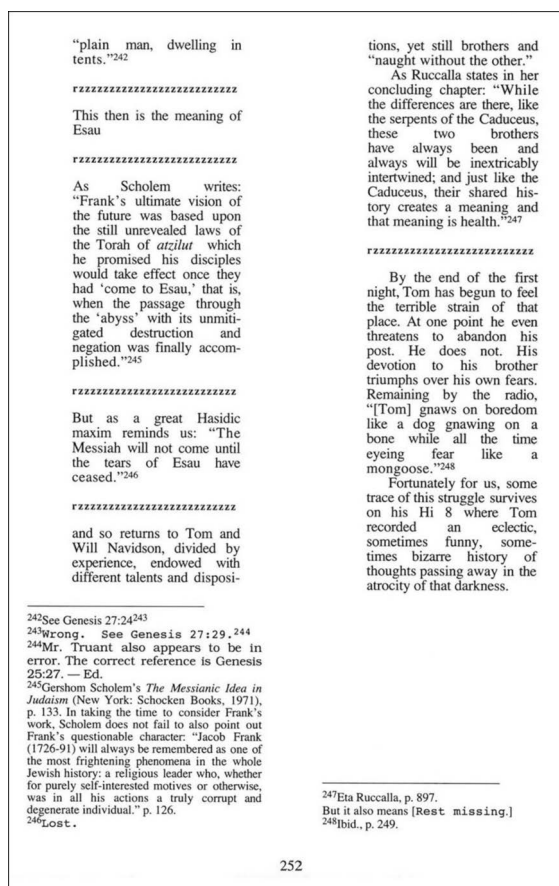 “plain man, dwelling in
tents.”242
rzzzzzzzzzzzzzzzzzzzzzzzzzz
This then is the meaning of
Esau
rzzzzzzzzzzzzzzzzzzzzzzzzzz
As Scholem writes:
“Frank’s ultimate vision of
the future was based upon
the still unrevealed laws of
the Torah of atzilut which
he promised his disciples
would take effect once they
had ‘come to Esau,’ that is,
when the passage through
the ‘abyss’ with its unmiti-
gated destruction and
negation was finally accom-
plished.”245
rzzzzzzzzzzzzzzzzzzzzzzzzzz
But as a great Hasidic
maxim reminds us: “The
Messiah will not come until
the tears of Esau have
ceased.”246
rzzzzzzzzzzzzzzzzzzzzzzzzzz
and so returns to Tom and
Will Navidson, divided by
experience, endowed with
different talents and disposi-
242See Genesis 27:24243
243Wrong. See Genesis 27:29.244
244Mr. Truant also appears to be in
error. The correct reference is Genesis
25:27. — Ed.
245Gershom Scholem’s The Messianic Idea in
Judaism (New York: Schocken Books, 1971),
p. 133. In taking the time to consider Frank’s
work, Scholem does not fail to also point out
Frank’s questionable character: “Jacob Frank
(1726-91) will always be remembered as one of
the most frightening phenomena in the whole
Jewish history: a religious leader who, whether
for purely self-interested motives or otherwise,
was in all his actions a truly corrupt and
degenerate individual.” p. 126.
246Lost.
tions, yet still brothers and
“naught without the other.”
As Ruccalla states in her
concluding chapter: “While
the differences are there, like
the serpents of the Caduceus,
these two brothers
have always been and
always will be inextricably
intertwined; and just like the
Caduceus, their shared his-
tory creates a meaning and
that meaning is health.”247
rzzzzzzzzzzzzzzzzzzzzzzzzzz
By the end of the first
night, Tom has begun to feel
the terrible strain of that
place. At one point he even
threatens to abandon his
post. He does not. His
devotion to his brother
triumphs over his own fears.
Remaining by the radio,
“[Tom] gnaws on boredom
like a dog gnawing on a
bone while all the time
eyeing fear like a
mongoose.”248
Fortunately for us, some
trace of this struggle survives
on his Hi 8 where Tom
recorded an eclectic,
sometimes funny, some-
times bizarre history of
thoughts passing away in the
atrocity of that darkness.
247Eta Ruccalla, p. 897.
But it also means [Rest missing.]
248Ibid., p. 249.
252